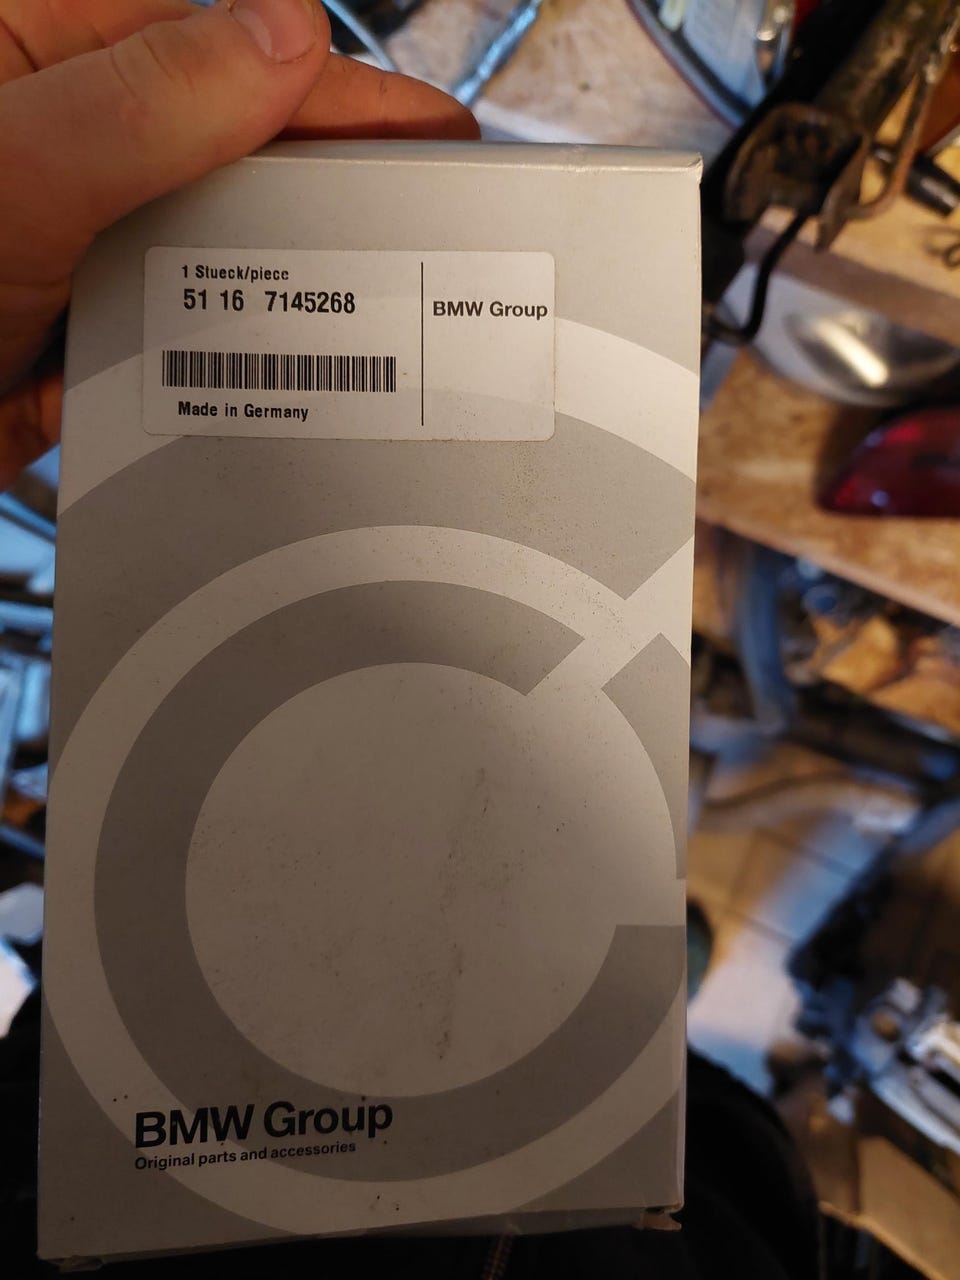 1 Stueck/piece
51 16 7145268
BMW Group
Made in Germany
BMW Group
Original parts and accessories